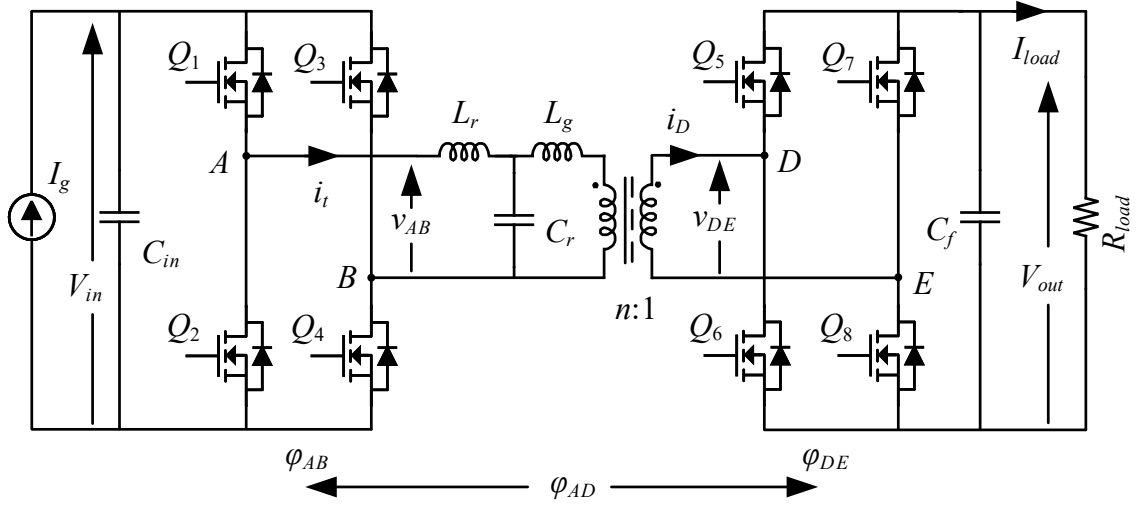 Q1
Q3
Q5
Q7
Iload
Lr
Lg
iD
A
D
Ig
it
vAB
Cr
vDE
Cin
Cf
Rload
Vin
B
E
Vout
n:1
Q2
Q4
Q6
Q8
φAB
φDE
φAD